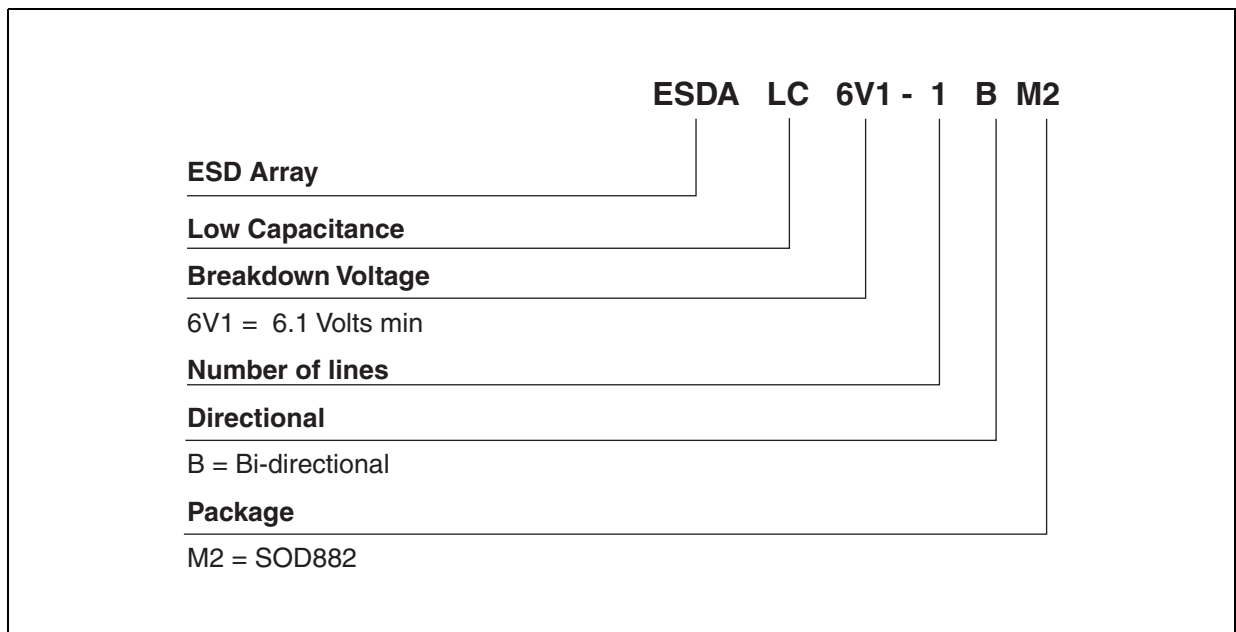 ESDA LC 6V1 - 1 B M2
ESD Array
Low Capacitance
Breakdown Voltage
6V1 = 6.1 Volts min
Number of lines
Directional
B = Bi-directional
Package
M2 = SOD882